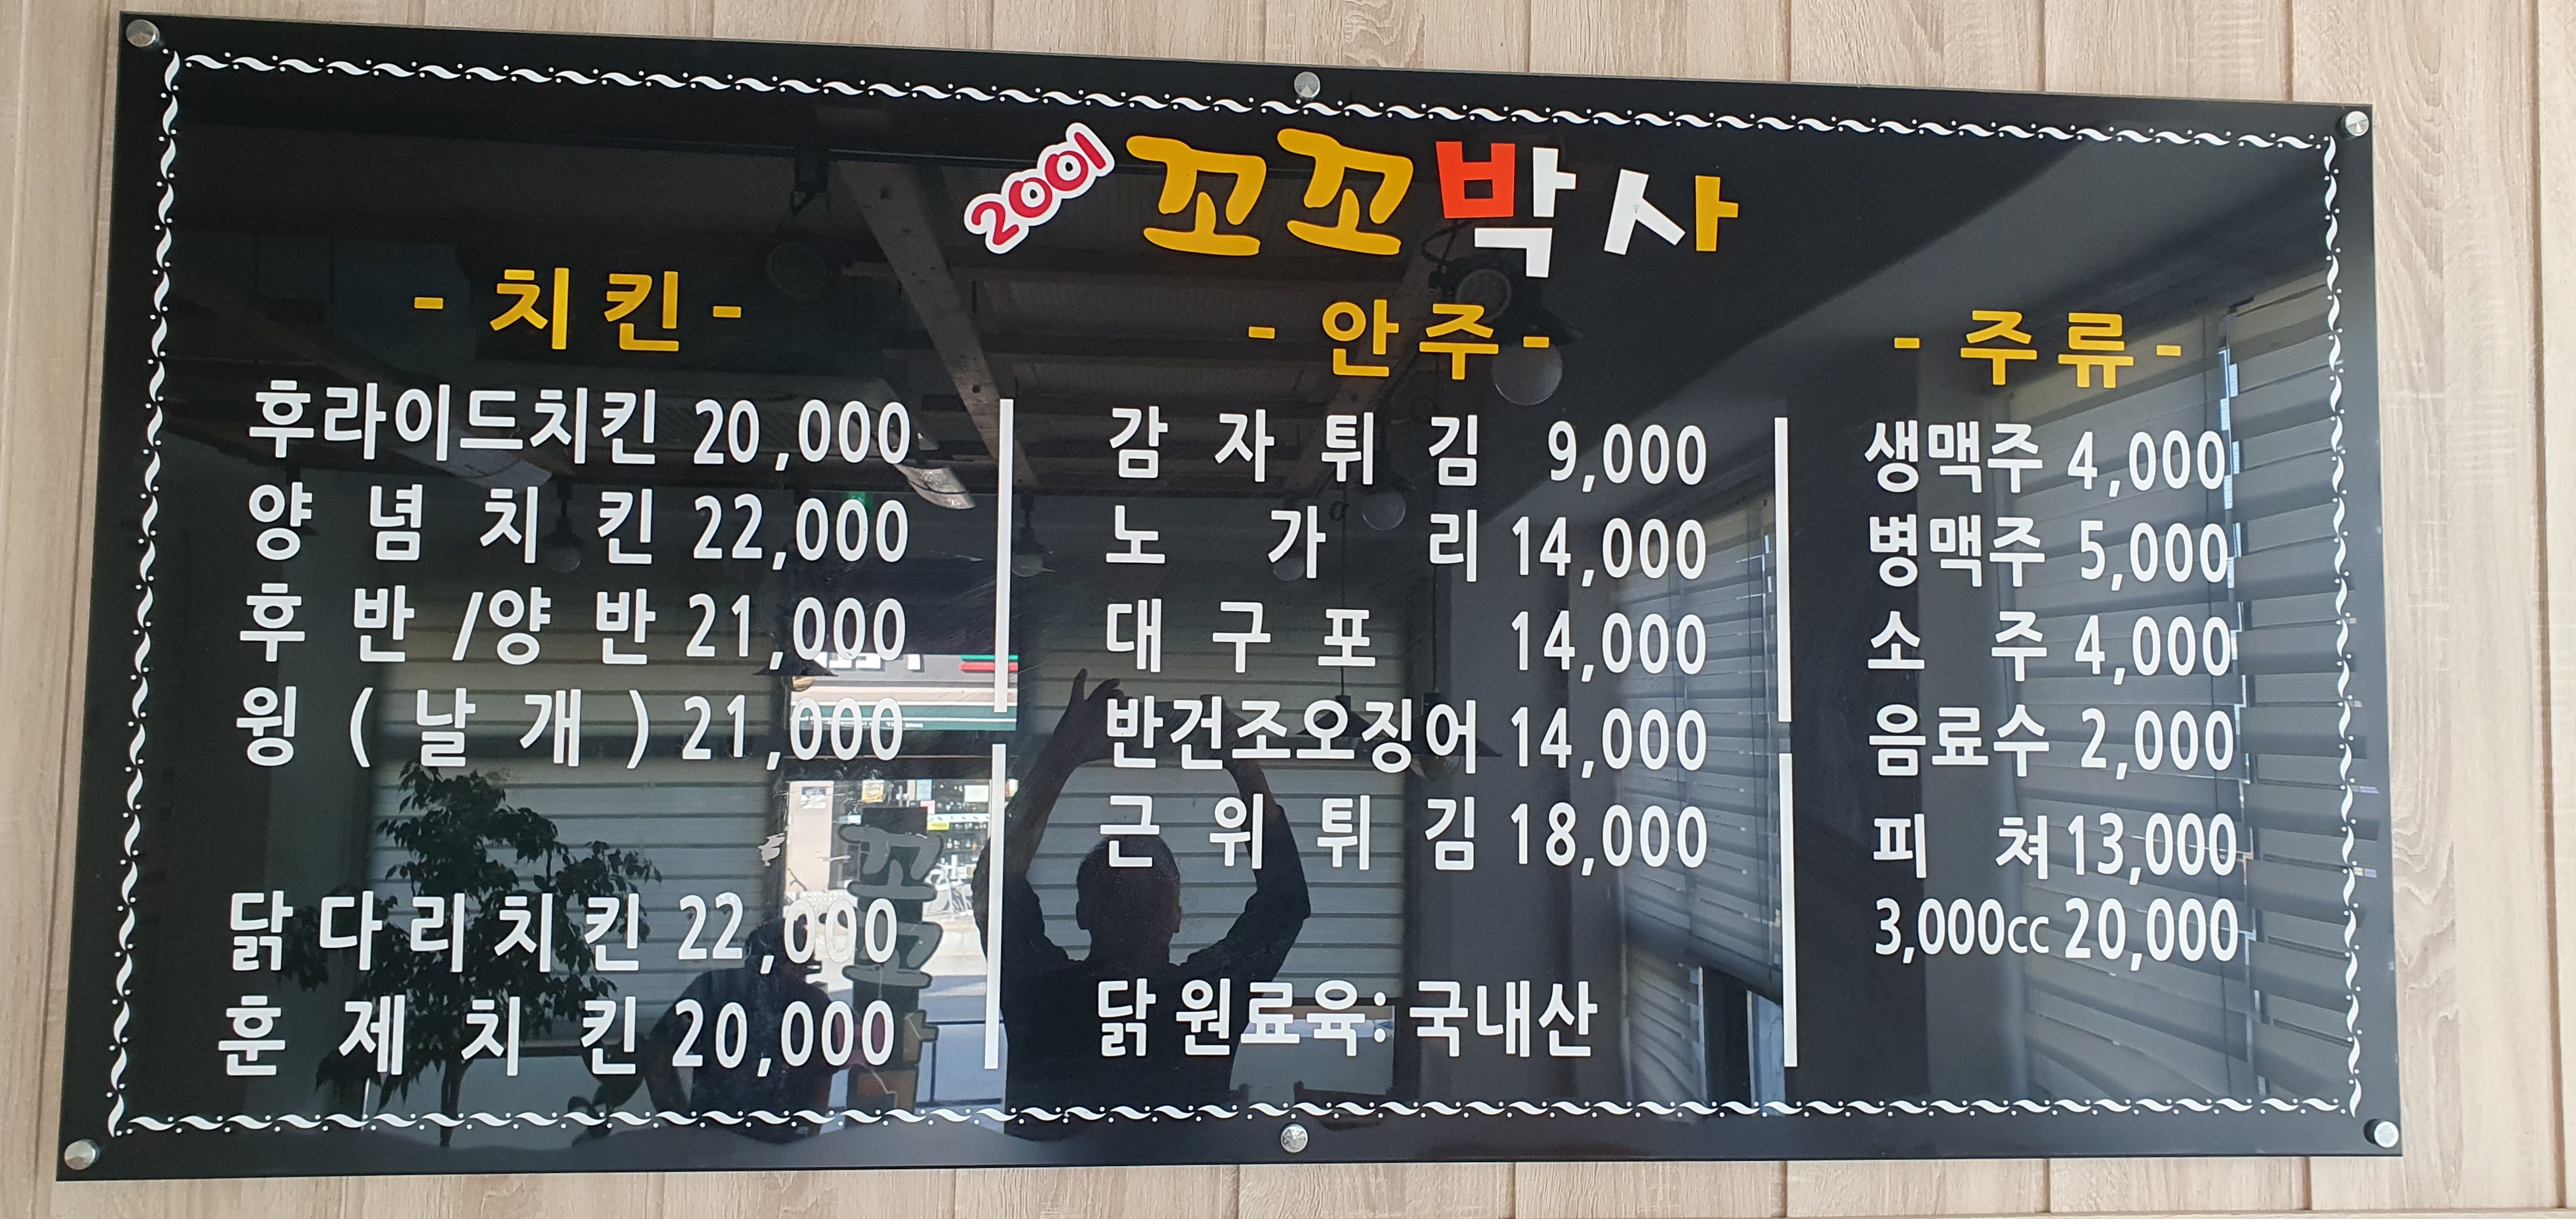 2001 꼬꼬박사
- 치킨 -
후라이드치킨 20,000
양념치킨 22,000
후반/양반 21,000
윙(날개) 21,000
닭다리치킨 22,000
훈제치킨 20,000
- 안주 -
감자튀김 9,000
노가리 14,000
대구포 14,000
반건조오징어 14,000
근위튀김 18,000
닭 원료육: 국내산
- 주류 -
생맥주 4,000
병맥주 5,000
소주 4,000
음료수 2,000
피쳐 13,000
3,000cc 20,000